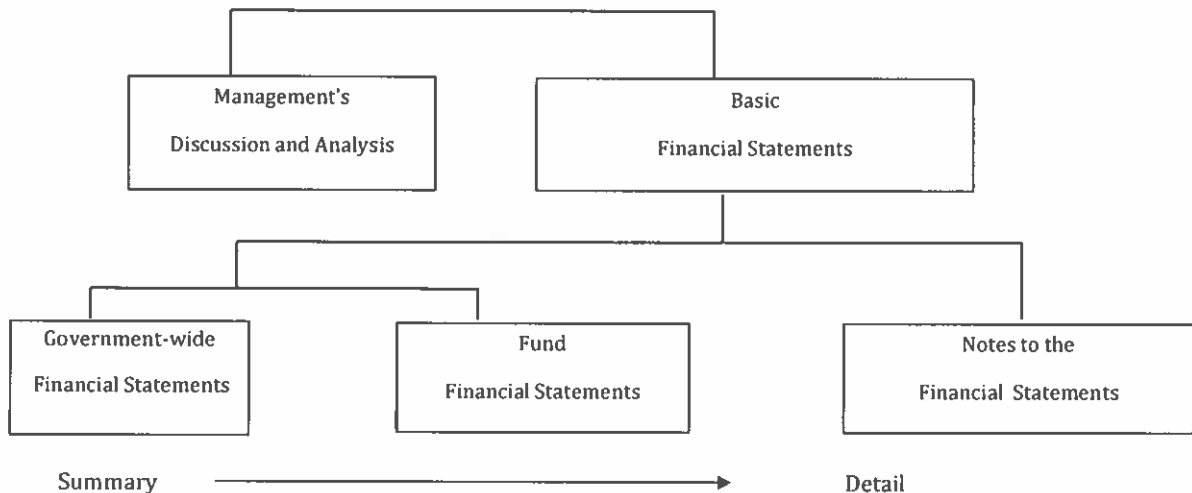 Management's
Discussion and Analysis
Basic
Financial Statements
Government-wide
Financial Statements
Fund
Financial Statements
Notes to the
Financial Statements
Summary
Detail